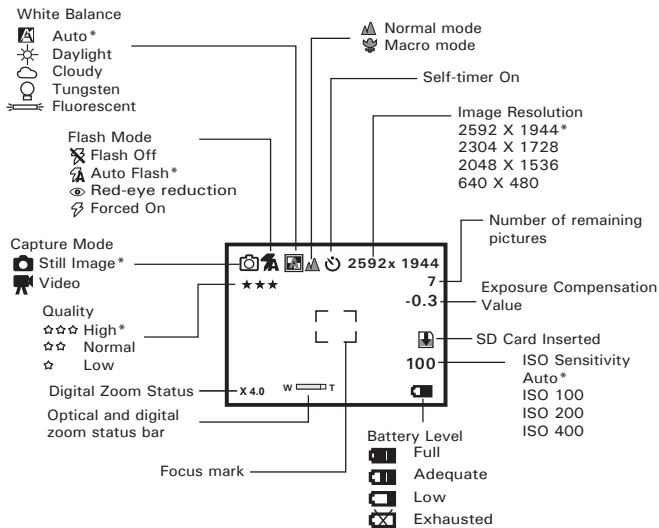 White Balance
Auto*
Daylight
Cloudy
Tungsten
Fluorescent
Normal mode
Macro mode
Self-timer On
Image Resolution
2592 X 1944*
2304 X 1728
2048 X 1536
640 X 480
Flash Mode
Flash Off
Auto Flash*
Red-eye reduction
Forced On
Number of remaining
pictures
Capture Mode
Still Image*
Video
2592x 1944
7
-0.3
Exposure Compensation
Value
Quality
High*
Normal
Low
SD Card Inserted
100
ISO Sensitivity
Auto*
ISO 100
ISO 200
ISO 400
Digital Zoom Status
X 4.0
W
T
Optical and digital
zoom status bar
Focus mark
Battery Level
Full
Adequate
Low
Exhausted